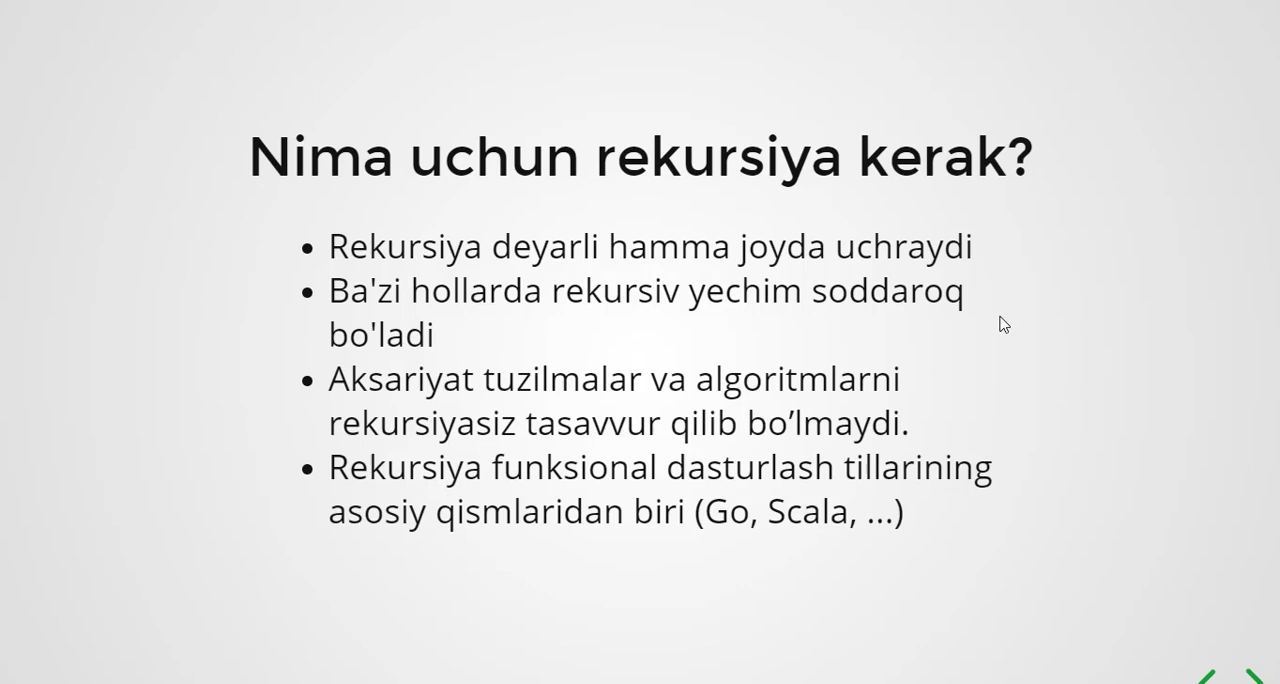 Nima uchun rekursiya kerak?
• Rekursiya deyarli hamma joyda uchraydi
• Ba'zi hollarda rekursiv yechim soddaroq
bo'ladi
• Aksariyat tuzilmalar va algoritmlarni
rekursiyasiz tasavvur qilib bo’lmaydi.
• Rekursiya funksional dasturlash tillarining
asosiy qismlaridan biri (Go, Scala, ...)